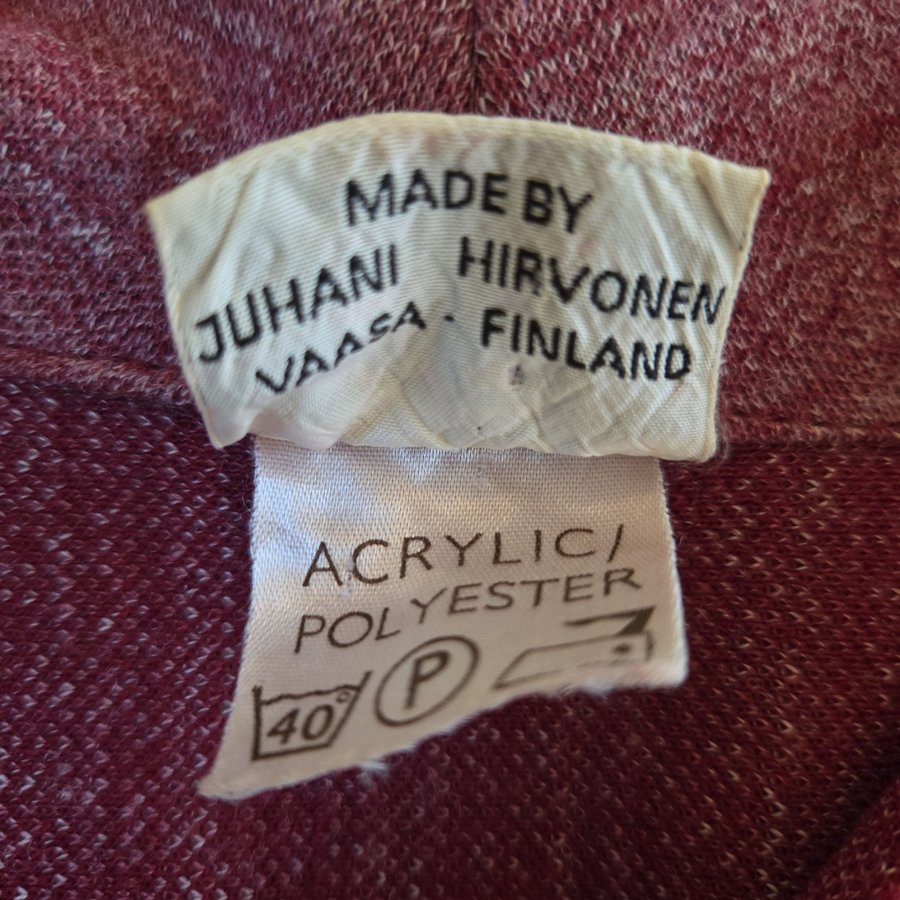 MADE BY
JUHANI HIRVONEN
VAASA · FINLAND
ACRYLIC/
POLYESTER
40° P